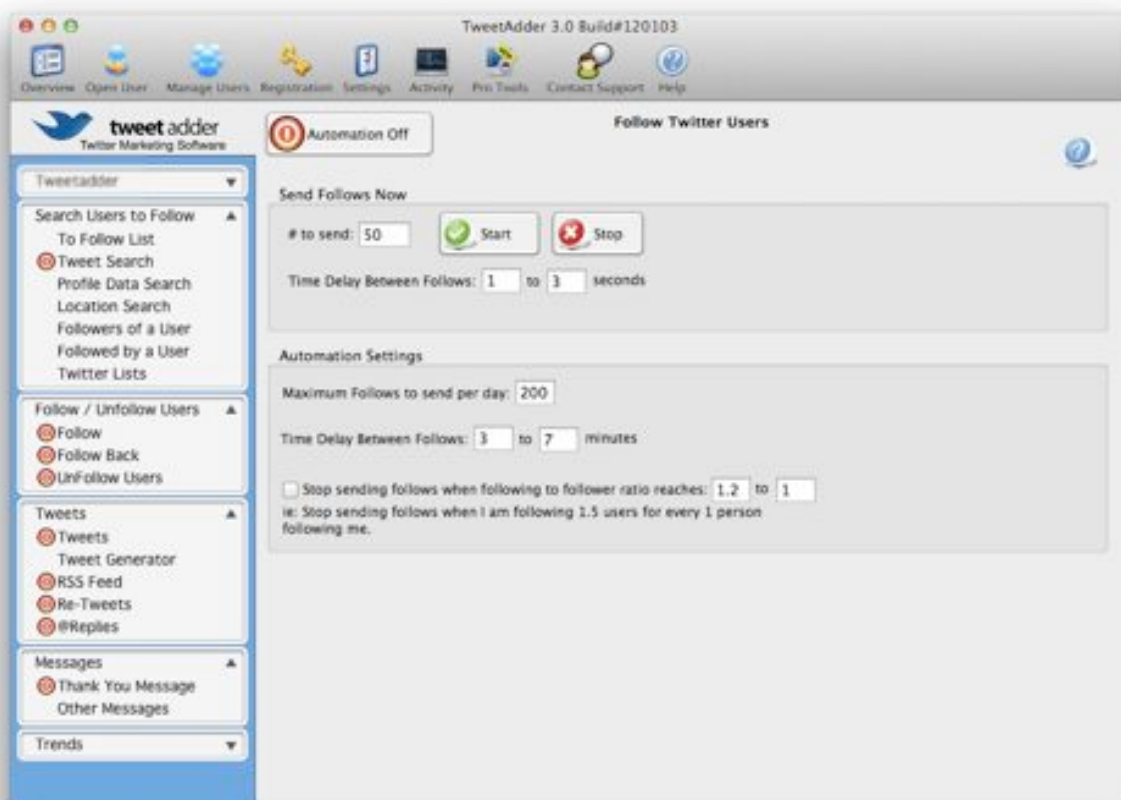 TweetAdder 3.0 Build#120103
Overview Open User Manage Users Registration Settings Activity Pro Tools Contact Support Help
tweet adder
Twitter Marketing Software
Automation Off
Follow Twitter Users
Tweetadder
Search Users to Follow
To Follow List
Tweet Search
Profile Data Search
Location Search
Followers of a User
Followed by a User
Twitter Lists
Follow / Unfollow Users
Follow
Follow Back
UnFollow Users
Tweets
Tweets
Tweet Generator
RSS Feed
Re-Tweets
@Replies
Messages
Thank You Message
Other Messages
Trends
Send Follows Now
# to send: 50 Start Stop
Time Delay Between Follows: 1 to 3 seconds
Automation Settings
Maximum Follows to send per day: 200
Time Delay Between Follows: 3 to 7 minutes
Stop sending follows when following to follower ratio reaches: 1.2 to 1
ie: Stop sending follows when I am following 1.5 users for every 1 person
following me.